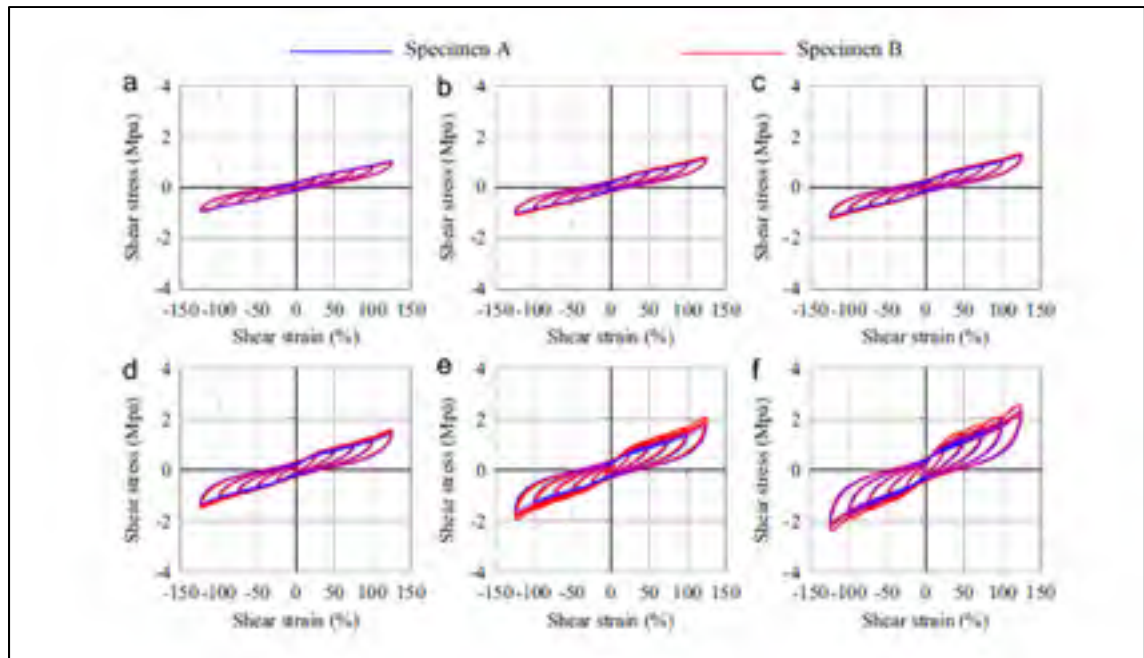 Specimen A Specimen B
a b c
4 4 4
2 2 2
0 0 0
-2 -2 -2
-4 -4 -4
Shear stress (Mpa) Shear stress (Mpa) Shear stress (Mpa)
-150 -100 -50 0 50 100 150 -150 -100 -50 0 50 100 150 -150 -100 -50 0 50 100 150
Shear strain (%) Shear strain (%) Shear strain (%)
d e f
4 4 4
2 2 2
0 0 0
-2 -2 -2
-4 -4 -4
Shear stress (Mpa) Shear stress (Mpa) Shear stress (Mpa)
-150 -100 -50 0 50 100 150 -150 -100 -50 0 50 100 150 -150 -100 -50 0 50 100 150
Shear strain (%) Shear strain (%) Shear strain (%)